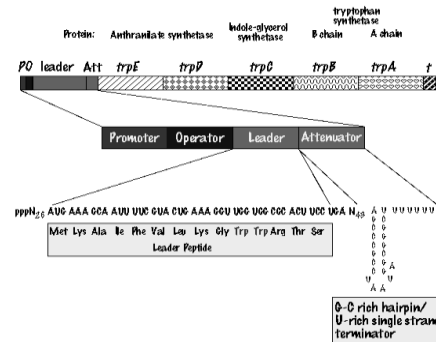 tryptophan
Indole-glycerol synthetase
Protein: Anthranilate synthetase synthetase B chain A chain
PO leader Att trpE trpD trpC trpB trpA t
Promoter Operator Leader Attenuator
pppN26 AUG AAA GCA AUU UUC GUA CUG AAA GGU UGG UGG CGC ACU UCC UGA N48 A U UUUUUU
Met Lys Ala Ile Phe Val Leu Lys Gly Trp Trp Arg Thr Ser
Leader Peptide
G-C rich hairpin/
U-rich single strand
terminator